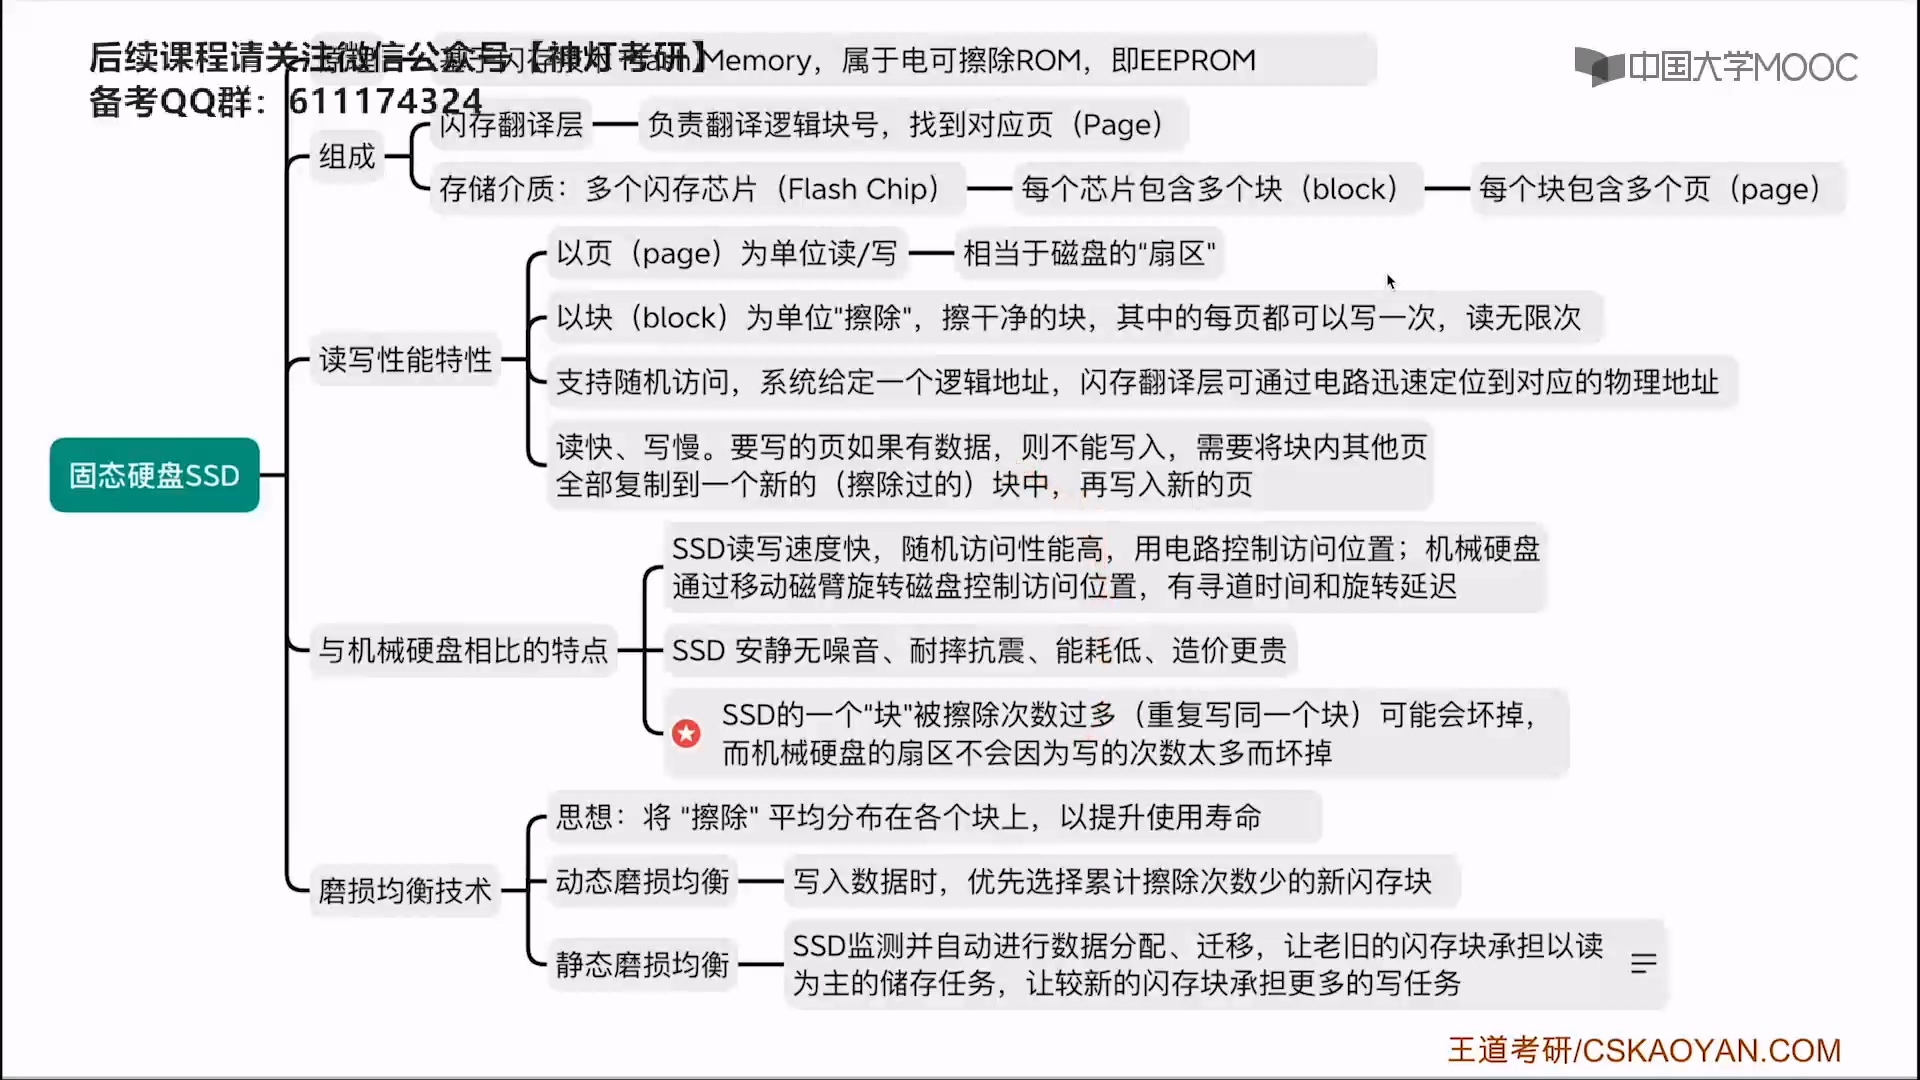 后续课程请关注微信公众号【神灯考研】
备考QQ群：611174324
Memory，属于电可擦除ROM，即EEPROM
中国大学MOOC
组成
闪存翻译层
负责翻译逻辑块号，找到对应页（Page）
存储介质：多个闪存芯片（Flash Chip）
每个芯片包含多个块（block）
每个块包含多个页（page）
固态硬盘SSD
读写性能特性
以页（page）为单位读/写
相当于磁盘的"扇区"
以块（block）为单位"擦除"，擦干净的块，其中的每页都可以写一次，读无限次
支持随机访问，系统给定一个逻辑地址，闪存翻译层可通过电路迅速定位到对应的物理地址
读快、写慢。要写的页如果有数据，则不能写入，需要将块内其他页
全部复制到一个新的（擦除过的）块中，再写入新的页
与机械硬盘相比的特点
SSD读写速度快，随机访问性能高，用电路控制访问位置；机械硬盘
通过移动磁臂旋转磁盘控制访问位置，有寻道时间和旋转延迟
SSD 安静无噪音、耐摔抗震、能耗低、造价更贵
SSD的一个"块"被擦除次数过多（重复写同一个块）可能会坏掉，
而机械硬盘的扇区不会因为写的次数太多而坏掉
磨损均衡技术
思想：将 "擦除" 平均分布在各个块上，以提升使用寿命
动态磨损均衡
写入数据时，优先选择累计擦除次数少的新闪存块
静态磨损均衡
SSD监测并自动进行数据分配、迁移，让老旧的闪存块承担以读
为主的储存任务，让较新的闪存块承担更多的写任务
王道考研/CSKAOYAN.COM